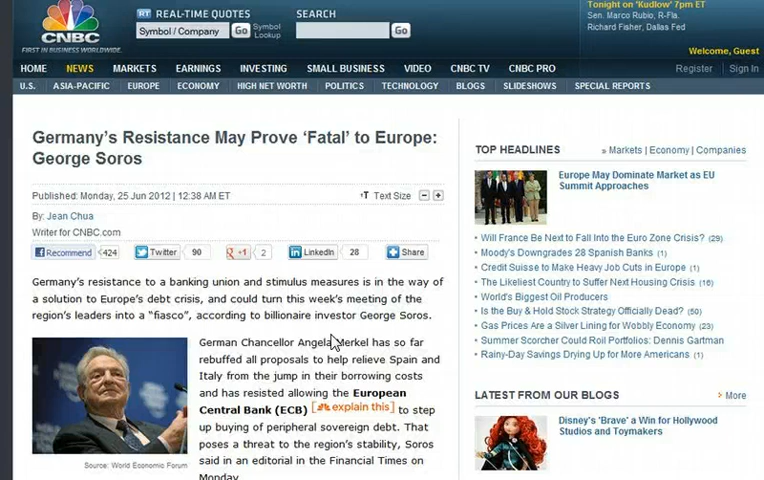 CNBC
FIRST IN BUSINESS WORLDWIDE.
RT REAL-TIME QUOTES
Symbol / Company Go Symbol Lookup
SEARCH
Go
Tonight on 'Kudlow' 7pm ET
Sen. Marco Rubio, R-Fla.
Richard Fisher, Dallas Fed
Welcome, Guest
Register Sign In
HOME NEWS MARKETS EARNINGS INVESTING SMALL BUSINESS VIDEO CNBC TV CNBC PRO
U.S. ASIA-PACIFIC EUROPE ECONOMY HIGH NET WORTH POLITICS TECHNOLOGY BLOGS SLIDESHOWS SPECIAL REPORTS
Germany's Resistance May Prove 'Fatal' to Europe:
George Soros
Published: Monday, 25 Jun 2012 | 12:38 AM ET
Text Size
By: Jean Chua
Writer for CNBC.com
Recommend 424 Twitter 90 +1 2 LinkedIn 28 Share
Germany's resistance to a banking union and stimulus measures is in the way of
a solution to Europe's debt crisis, and could turn this week's meeting of the
region's leaders into a "fiasco", according to billionaire investor George Soros.
German Chancellor Angela Merkel has so far
rebuffed all proposals to help relieve Spain and
Italy from the jump in their borrowing costs
and has resisted allowing the European
Central Bank (ECB) [explain this] to step
up buying of peripheral sovereign debt. That
poses a threat to the region's stability, Soros
said in an editorial in the Financial Times on
Monday.
Source: World Economic Forum
TOP HEADLINES » Markets | Economy | Companies
Europe May Dominate Market as EU
Summit Approaches
Will France Be Next to Fall Into the Euro Zone Crisis? (29)
Moody's Downgrades 28 Spanish Banks (1)
Credit Suisse to Make Heavy Job Cuts in Europe (1)
The Likeliest Country to Suffer Next Housing Crisis (16)
World's Biggest Oil Producers
Is the Buy & Hold Stock Strategy Officially Dead? (50)
Gas Prices Are a Silver Lining for Wobbly Economy (23)
Summer Scorcher Could Roil Portfolios: Dennis Gartman
Rainy-Day Savings Drying Up for More Americans (1)
LATEST FROM OUR BLOGS More
Disney's 'Brave' a Win for Hollywood
Studios and Toymakers